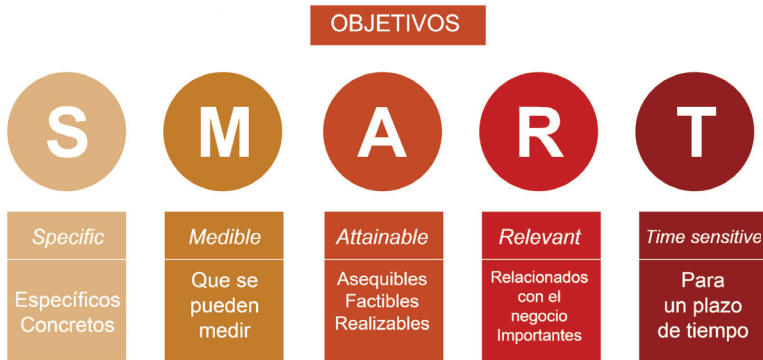 OBJETIVOS
S M A R T
Specific
Específicos
Concretos
Medible
Que se
pueden
medir
Attainable
Asequibles
Factibles
Realizables
Relevant
Relacionados
con el
negocio
Importantes
Time sensitive
Para
un plazo
de tiempo